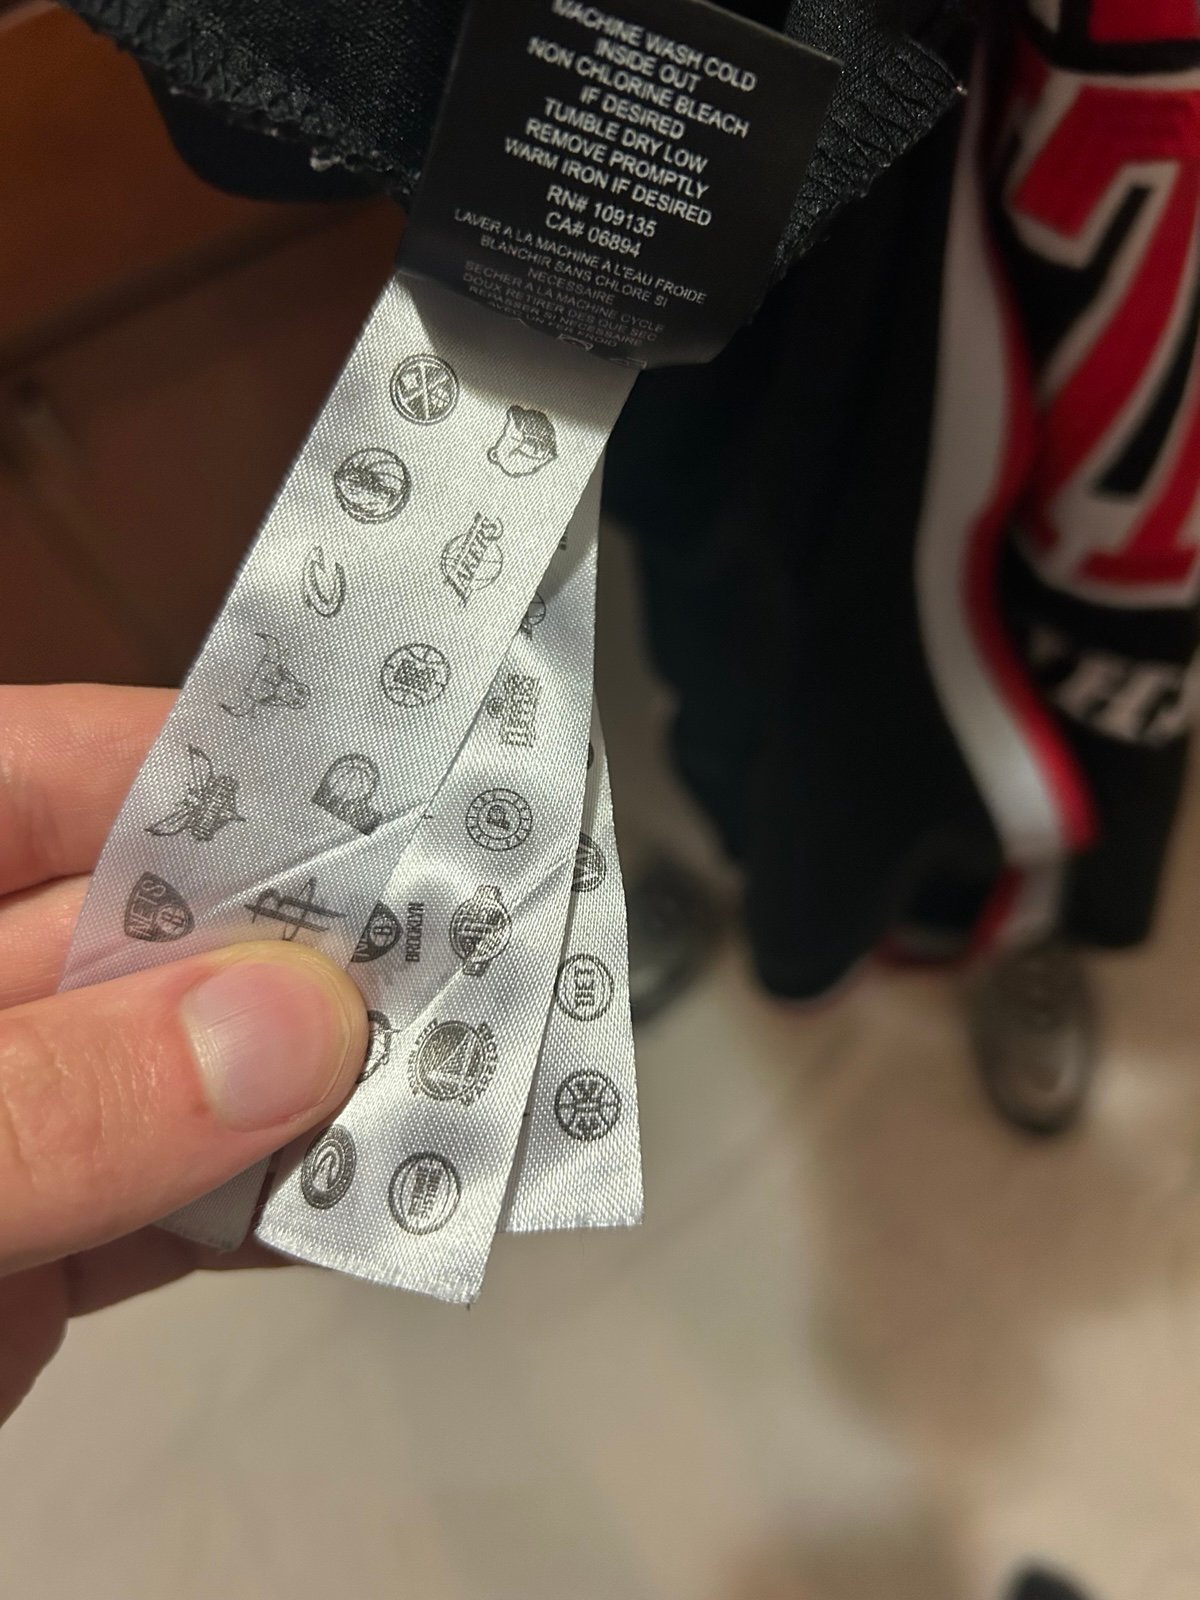 MACHINE WASH COLD
INSIDE OUT
NON CHLORINE BLEACH
IF DESIRED
TUMBLE DRY LOW
REMOVE PROMPTLY
WARM IRON IF DESIRED
RN# 109135
CA# 06894
LAVER A LA MACHINE À L'EAU FROIDE
BLANCHIR SANS CHLORE SI
NECESSAIRE
SECHER A LA MACHINE CYCLE
DOUX RETIRER DES QUE SEC
LAKERS
NETS
B
BROOKLYN
P
R
7